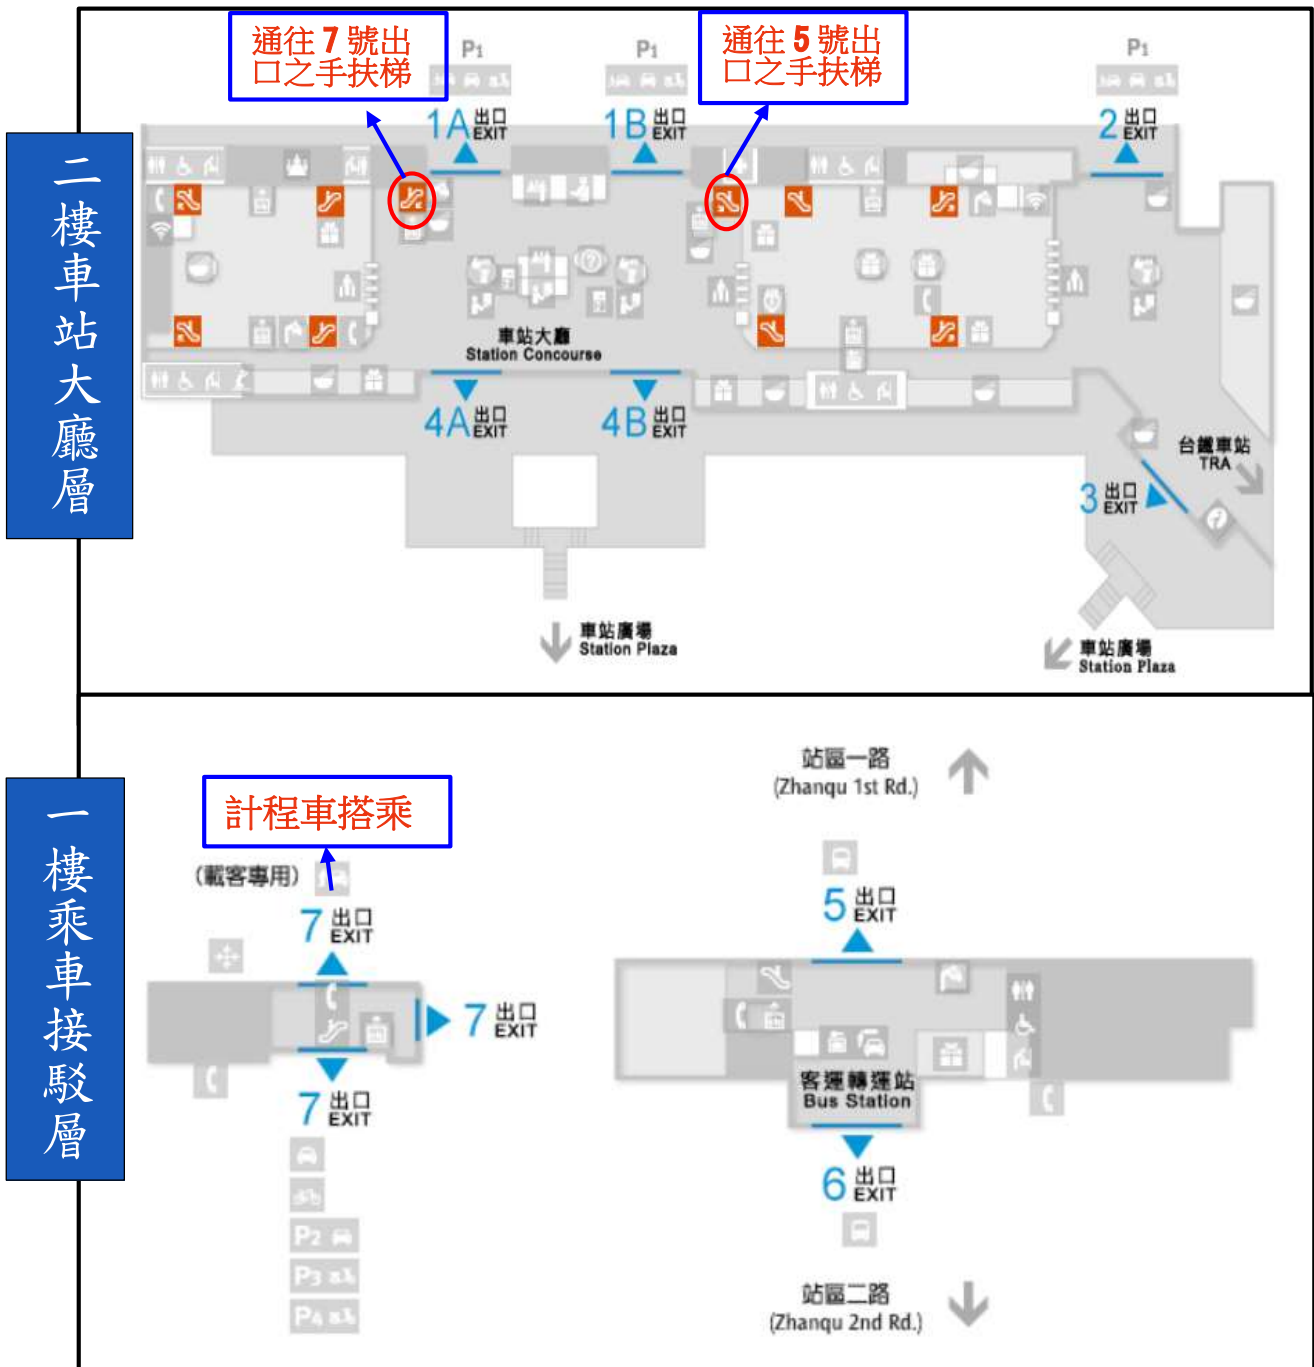 通往 7 號出
口之手扶梯
通往 5 號出
口之手扶梯
P1
P1
P1
1A 出口
EXIT
1B 出口
EXIT
2 出口
EXIT
二樓車站大廳層
車站大廳
Station Concourse
4A 出口
EXIT
4B 出口
EXIT
台鐵車站
TRA
3 出口
EXIT
車站廣場
Station Plaza
車站廣場
Station Plaza
一樓乘車接駁層
站區一路
(Zhanqu 1st Rd.)
計程車搭乘
(載客專用)
7 出口
EXIT
5 出口
EXIT
7 出口
EXIT
7 出口
EXIT
客運轉運站
Bus Station
6 出口
EXIT
P2
P3
P4
站區二路
(Zhanqu 2nd Rd.)